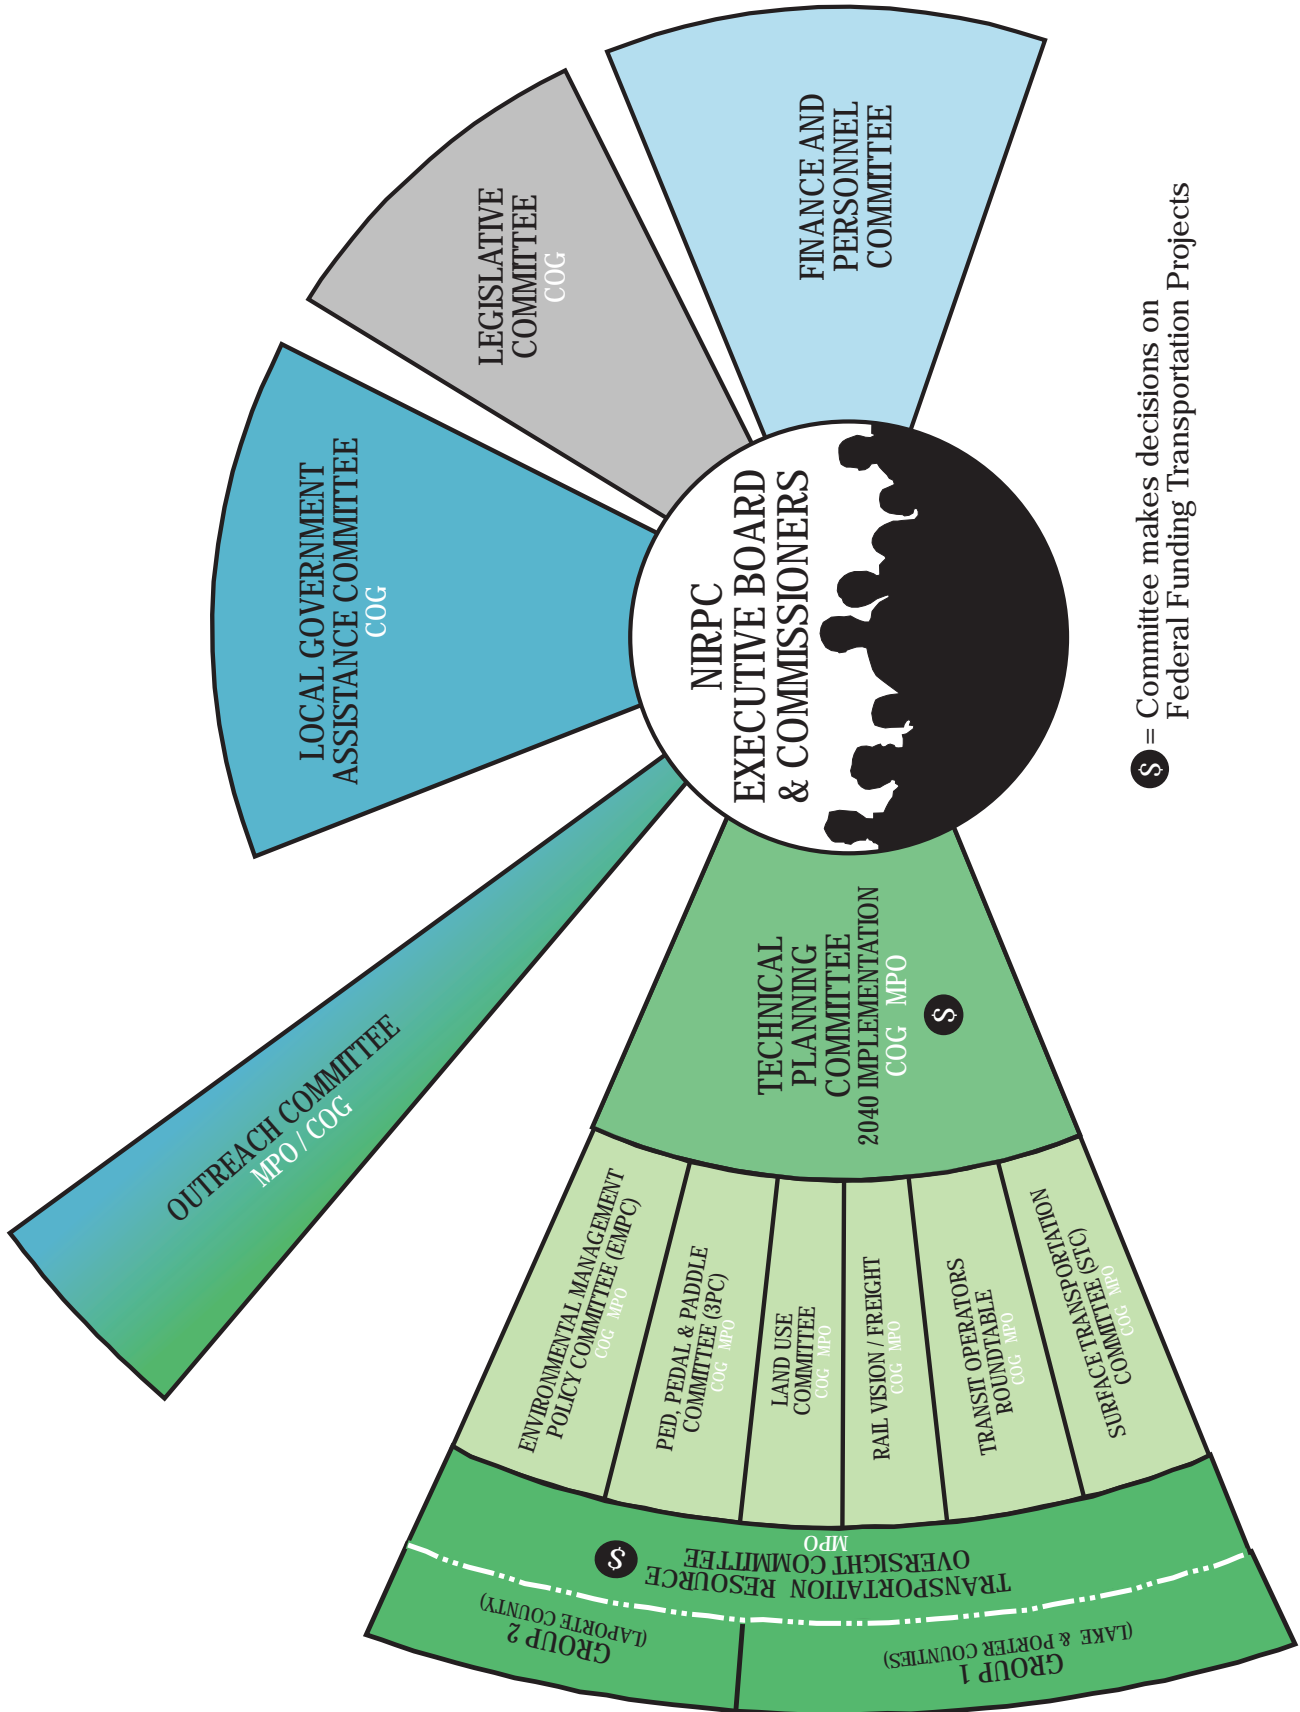 FINANCE AND
PERSONNEL
COMMITTEE
LEGISLATIVE
COMMITTEE
COG
LOCAL GOVERNMENT
ASSISTANCE COMMITTEE
COG
OUTREACH COMMITTEE
MPO / COG
NIRPC
EXECUTIVE BOARD
& COMMISSIONERS
TECHNICAL
PLANNING
COMMITTEE
2040 IMPLEMENTATION
COG MPO
$
ENVIRONMENTAL MANAGEMENT
POLICY COMMITTEE (EMPC)
COG MPO
PED, PEDAL & PADDLE
COMMITTEE (3PC)
COG MPO
LAND USE
COMMITTEE
COG MPO
RAIL VISION / FREIGHT
COG MPO
TRANSIT OPERATORS
ROUNDTABLE
COG MPO
SURFACE TRANSPORTATION
COMMITTEE (STC)
COG MPO
TRANSPORTATION RESOURCE
OVERSIGHT COMMITTEE
MPO
$
GROUP 2
(LAPORTE COUNTY)
GROUP 1
(LAKE & PORTER COUNTIES)
$ = Committee makes decisions on
Federal Funding Transportation Projects